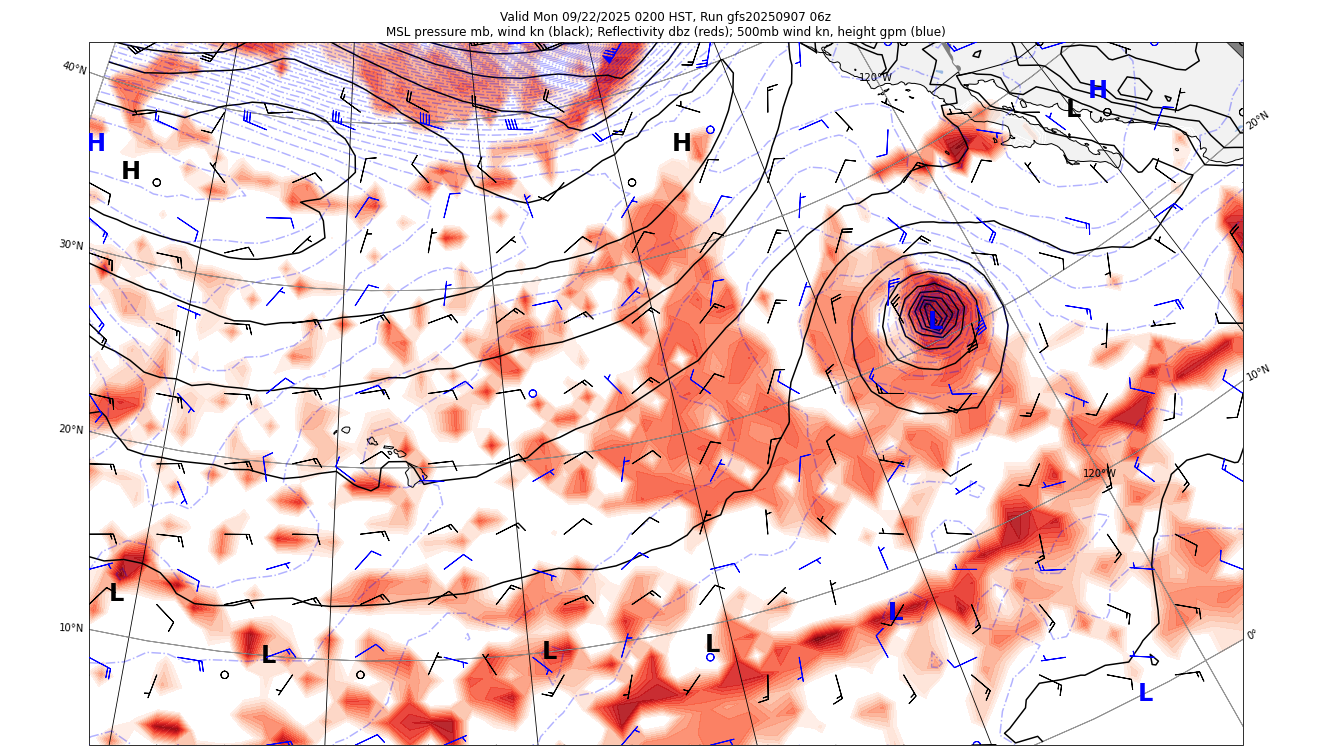 Valid Mon 09/22/2025 0200 HST, Run gfs20250907 06z
MSL pressure mb, wind kn (black); Reflectivity dbz (reds); 500mb wind kn, height gpm (blue)
40°N
120°W
H
L
20°N
H
H
H
30°N
L
10°N
20°N
120°W
L
L
10°N
0°
L
L
L
L